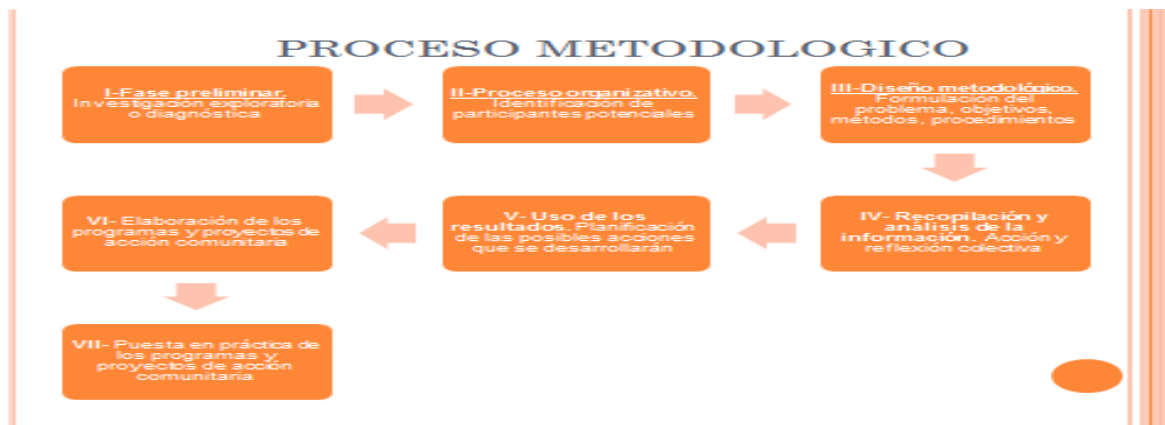 PROCESO METODOLOGICO
I-Fase preliminar.
Investigación exploratoria
o diagnóstica
II-Proceso organizativo.
Identificación de
participantes potenciales
III-Diseño metodológico.
Formulación del
problema, objetivos,
métodos, procedimientos
IV- Recopilación y
análisis de la
información. Acción y
reflexión colectiva
V- Uso de los
resultados. Planificación
de las posibles acciones
que se desarrollarán
VI- Elaboración de los
programas y proyectos de
acción comunitaria
VII- Puesta en práctica de
los programas y
proyectos de acción
comunitaria